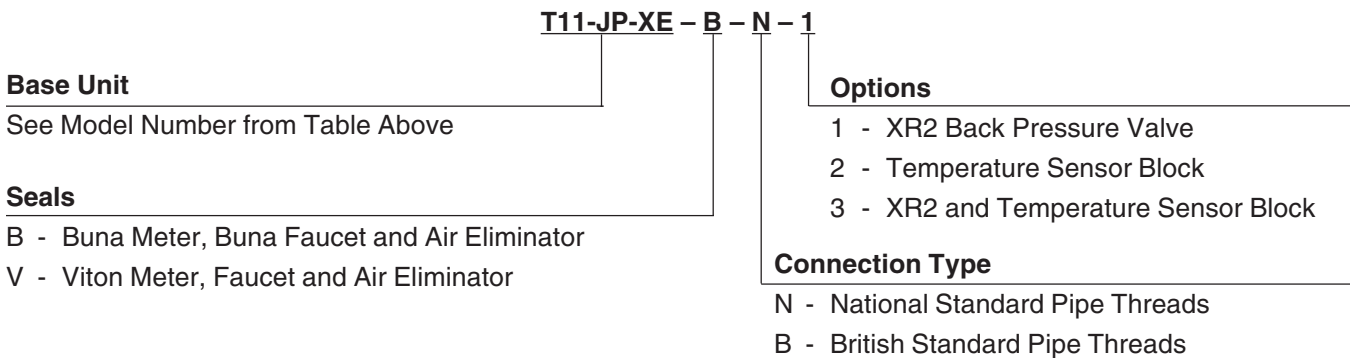 T11-JP-XE – B – N – 1
Base Unit
See Model Number from Table Above
Seals
B - Buna Meter, Buna Faucet and Air Eliminator
V - Viton Meter, Faucet and Air Eliminator
Options
1 - XR2 Back Pressure Valve
2 - Temperature Sensor Block
3 - XR2 and Temperature Sensor Block
Connection Type
N - National Standard Pipe Threads
B - British Standard Pipe Threads